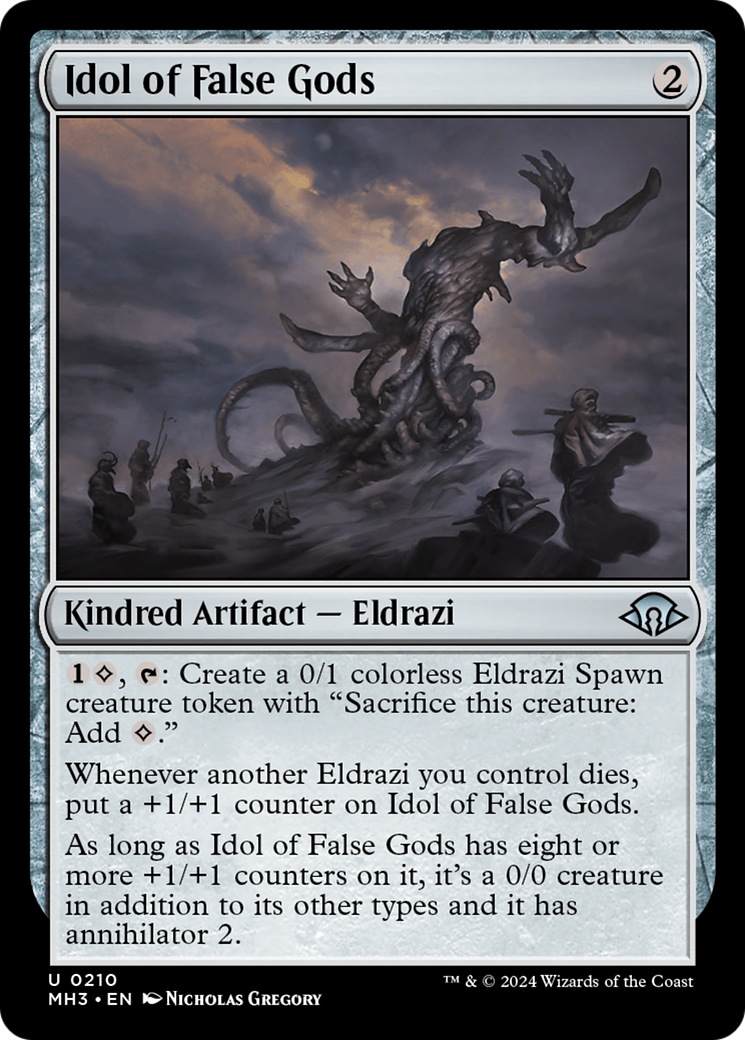 Idol of False Gods 2
Kindred Artifact — Eldrazi
1◇, T: Create a 0/1 colorless Eldrazi Spawn
creature token with “Sacrifice this creature:
Add ◇.”
Whenever another Eldrazi you control dies,
put a +1/+1 counter on Idol of False Gods.
As long as Idol of False Gods has eight or
more +1/+1 counters on it, it’s a 0/0 creature
in addition to its other types and it has
annihilator 2.
U 0210
MH3 • EN Nicholas Gregory
™ & © 2024 Wizards of the Coast